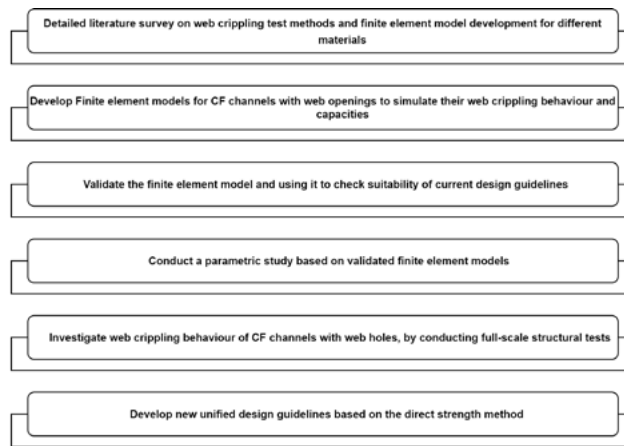 Detailed literature survey on web crippling test methods and finite element model development for different
materials
Develop Finite element models for CF channels with web openings to simulate their web crippling behaviour and
capacities
Validate the finite element model and using it to check suitability of current design guidelines
Conduct a parametric study based on validated finite element models
Investigate web crippling behaviour of CF channels with web holes, by conducting full-scale structural tests
Develop new unified design guidelines based on the direct strength method